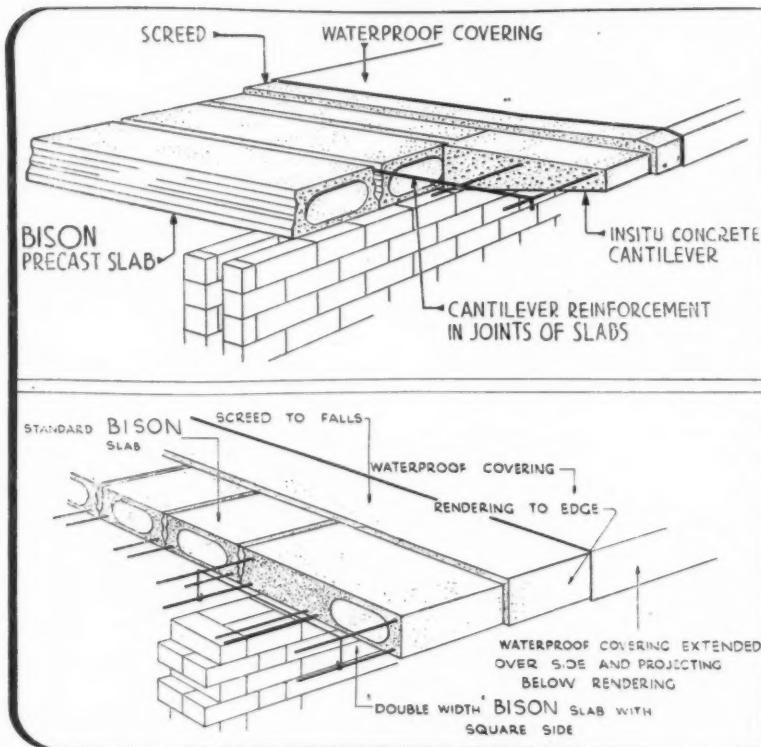 SCREED
WATERPROOF COVERING
BISON
PRECAST SLAB
INSITU CONCRETE
CANTILEVER
CANTILEVER REINFORCEMENT
IN JOINTS OF SLABS
STANDARD BISON
SLAB
SCREED TO FALLS
WATERPROOF COVERING
RENDERING TO EDGE
WATERPROOF COVERING EXTENDED
OVER SIDE AND PROJECTING
BELOW RENDERING
"DOUBLE WIDTH" BISON SLAB WITH
SQUARE SIDE